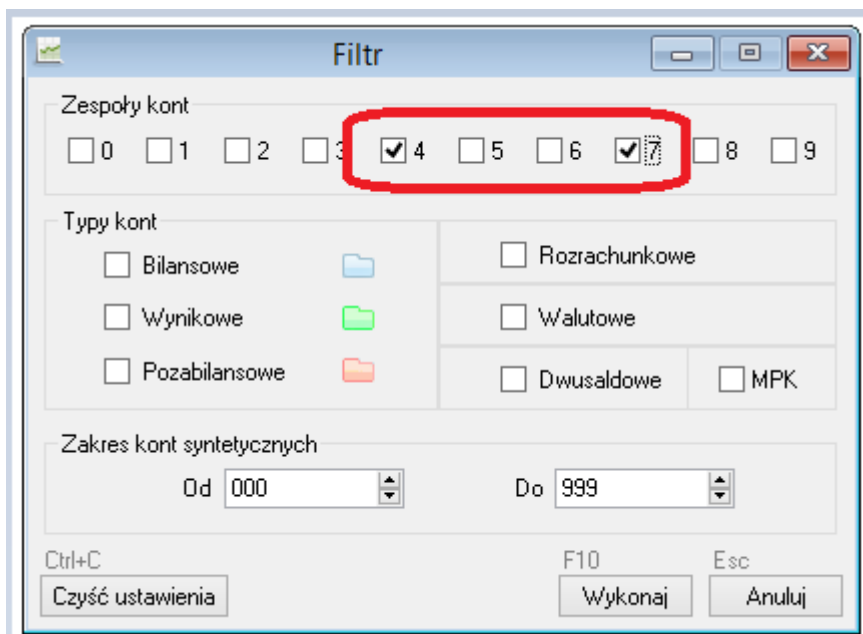 Filtr
Zespoły kont
0 1 2 3 4 5 6 7 8 9
Typy kont
Bilansowe
Rozrachunkowe
Wynikowe
Walutowe
Pozabilansowe
Dwusaldowe MPK
Zakres kont syntetycznych
Od 000 Do 999
Ctrl+C F10 Esc
Czyść ustawienia Wykonaj Anuluj